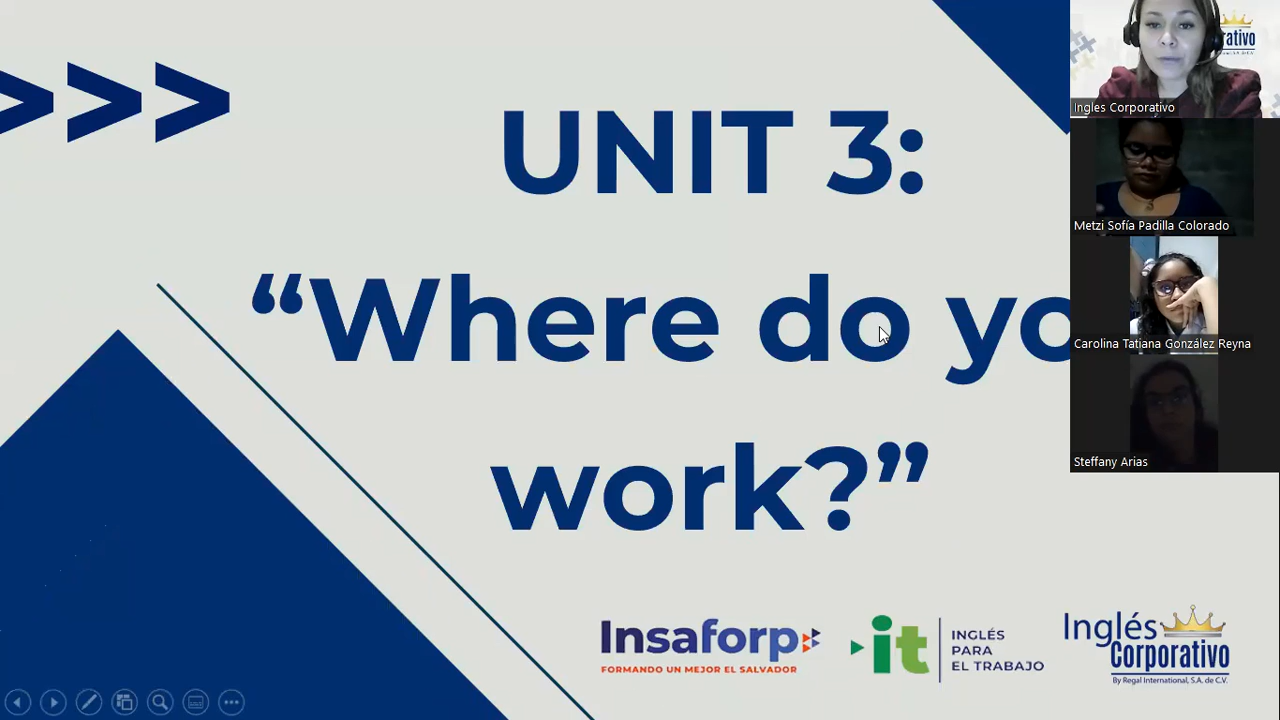 UNIT 3:
“Where do yo
work?”
Insaforp
FORMANDO UN MEJOR EL SALVADOR
it
INGLÉS
PARA
EL TRABAJO
Inglés
Corporativo
By Regal International, S.A. de C.V.
rativo
Ingles Corporativo
Metzi Sofía Padilla Colorado
Carolina Tatiana González Reyna
Steffany Arias